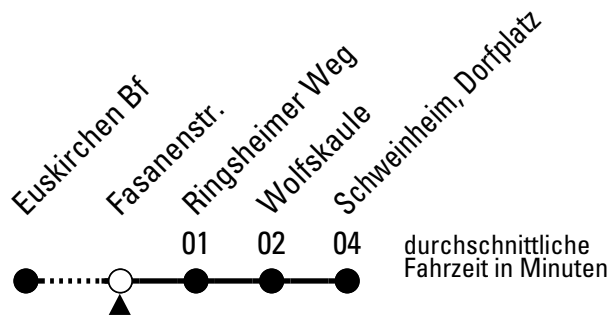 Euskirchen Bf
Fasanenstr.
Ringsheimer Weg
Wolfskaule
Schweinheim, Dorfplatz
01 02 04
durchschnittliche
Fahrzeit in Minuten